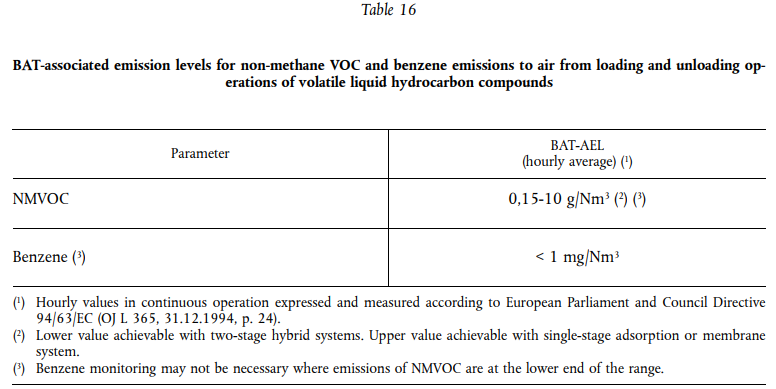 Table 16
BAT-associated emission levels for non-methane VOC and benzene emissions to air from loading and unloading op-
erations of volatile liquid hydrocarbon compounds
Parameter
BAT-AEL
(hourly average) (¹)
NMVOC
0,15-10 g/Nm³ (²) (³)
Benzene (³)
< 1 mg/Nm³
(¹) Hourly values in continuous operation expressed and measured according to European Parliament and Council Directive
94/63/EC (OJ L 365, 31.12.1994, p. 24).
(²) Lower value achievable with two-stage hybrid systems. Upper value achievable with single-stage adsorption or membrane
system.
(³) Benzene monitoring may not be necessary where emissions of NMVOC are at the lower end of the range.